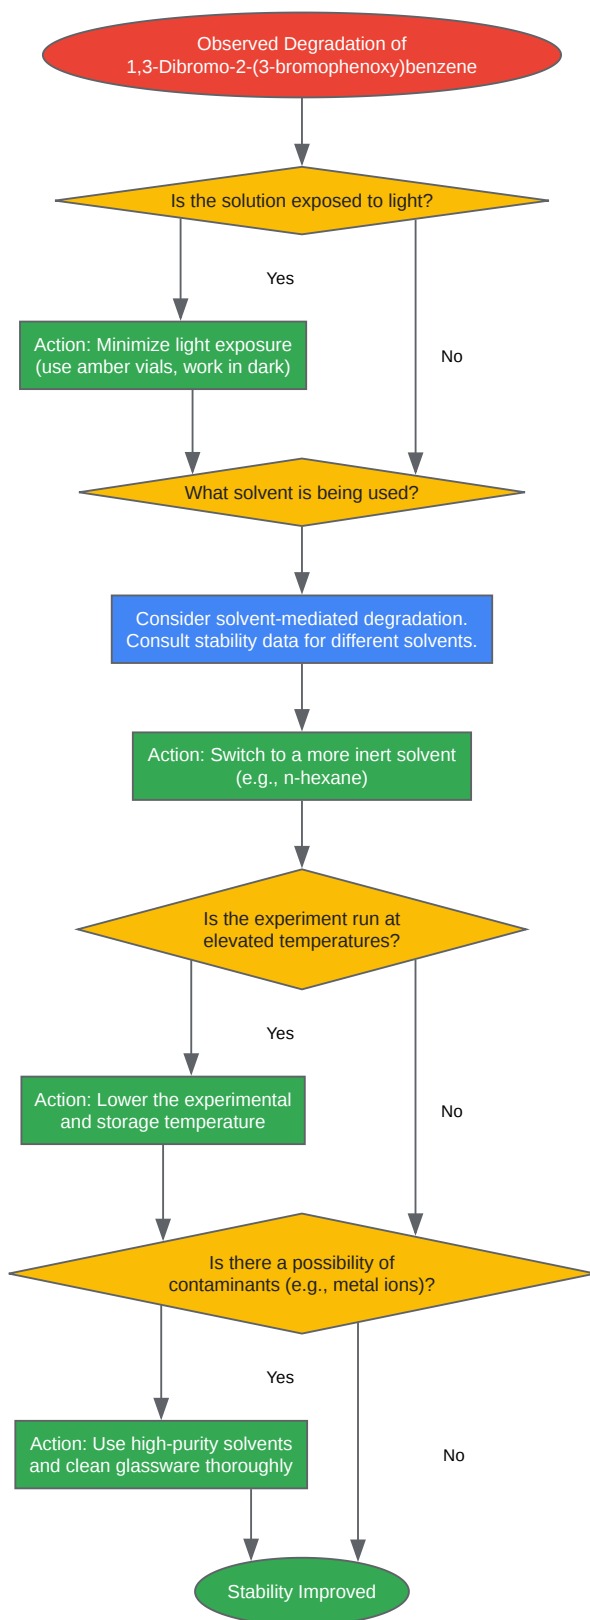 Observed Degradation of
1,3-Dibromo-2-(3-bromophenoxy)benzene
Is the solution exposed to light?
Yes
Action: Minimize light exposure
(use amber vials, work in dark)
No
What solvent is being used?
Consider solvent-mediated degradation.
Consult stability data for different solvents.
Action: Switch to a more inert solvent
(e.g., n-hexane)
Is the experiment run at
elevated temperatures?
Yes
Action: Lower the experimental
and storage temperature
No
Is there a possibility of
contaminants (e.g., metal ions)?
Yes
Action: Use high-purity solvents
and clean glassware thoroughly
No
Stability Improved